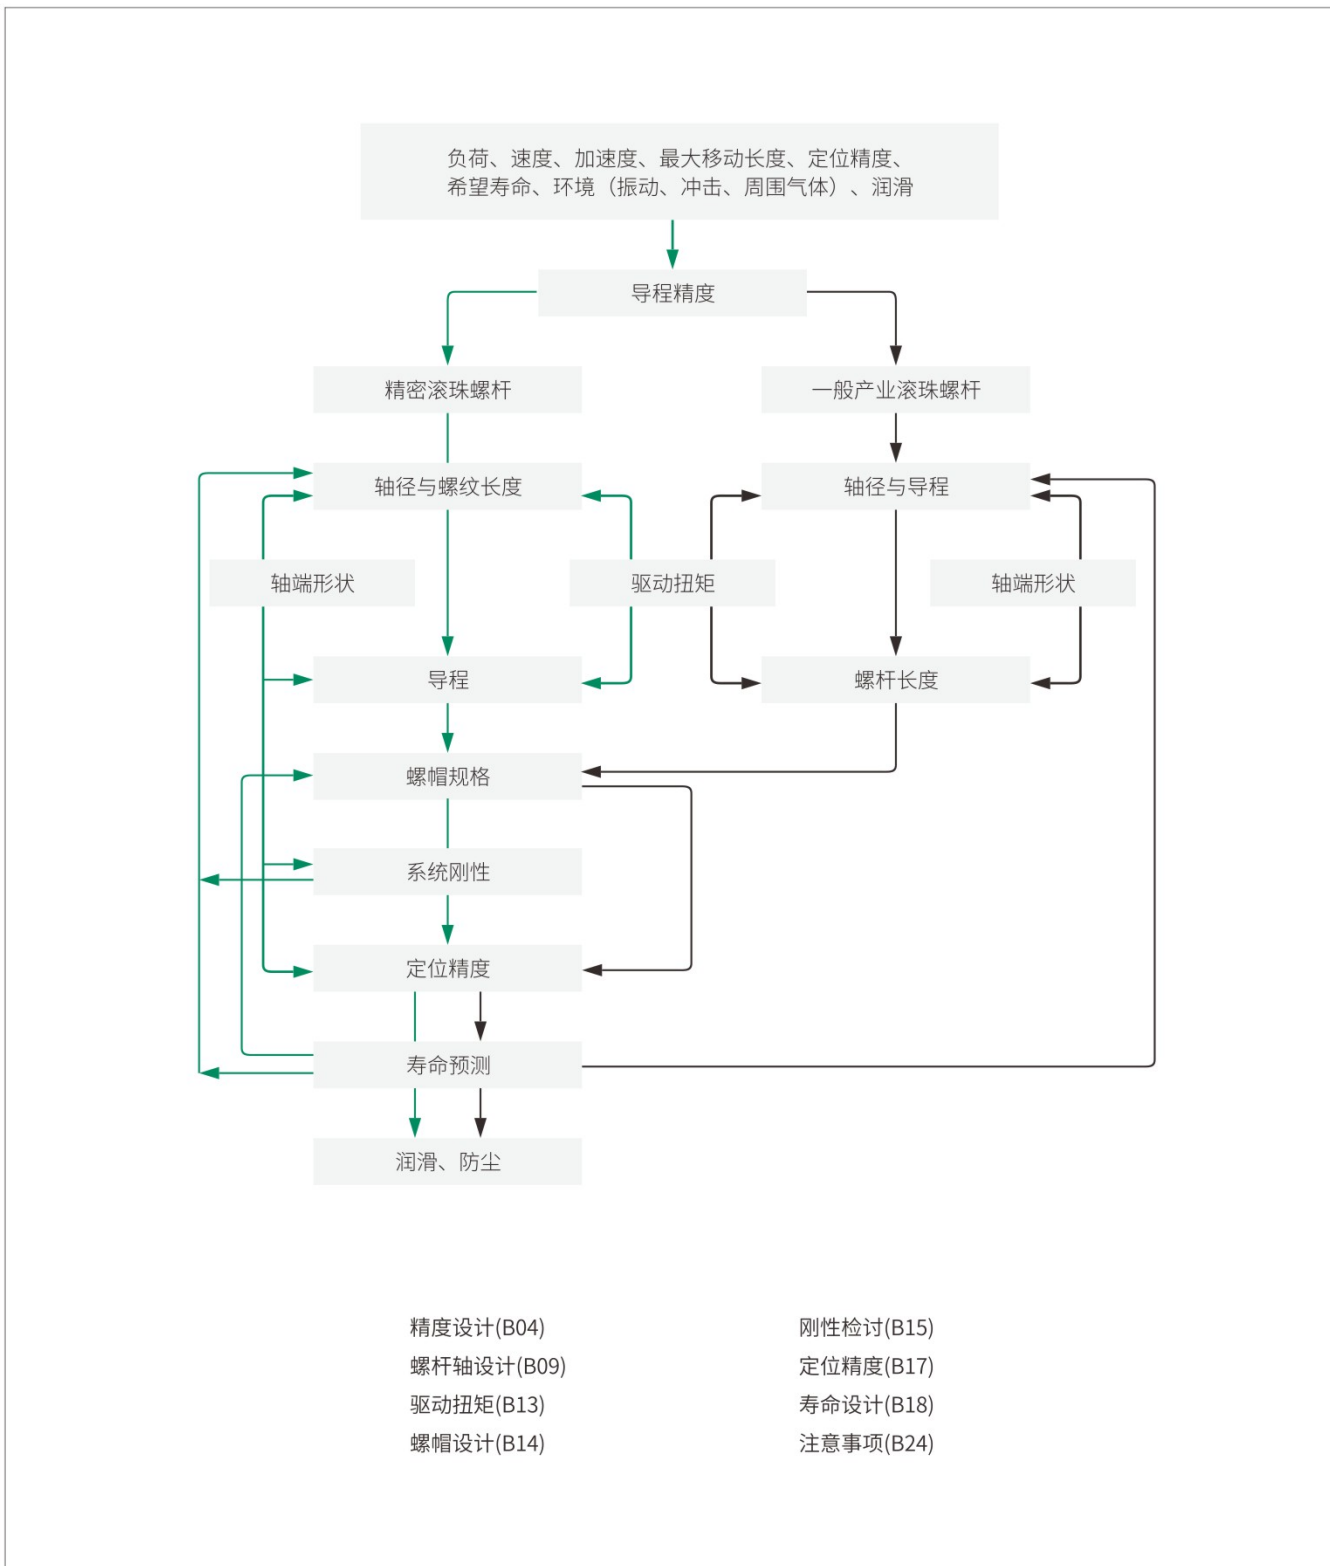 负荷、速度、加速度、最大移动长度、定位精度、
希望寿命、环境（振动、冲击、周围气体）、润滑
导程精度
精密滚珠螺杆
一般产业滚珠螺杆
轴径与螺纹长度
轴径与导程
轴端形状
驱动扭矩
轴端形状
导程
螺杆长度
螺帽规格
系统刚性
定位精度
寿命预测
润滑、防尘
精度设计(B04)
螺杆轴设计(B09)
驱动扭矩(B13)
螺帽设计(B14)
刚性检讨(B15)
定位精度(B17)
寿命设计(B18)
注意事项(B24)